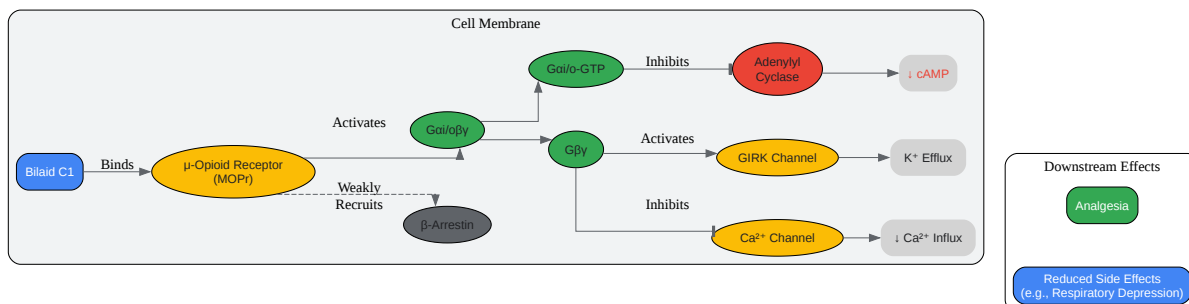 Cell Membrane
Bilaid C1
Binds
μ-Opioid Receptor
(MOPr)
Activates
Gαi/oβγ
Weakly
Recruits
β-Arrestin
Gαi/o-GTP
Inhibits
Adenylyl
Cyclase
↓ cAMP
Gβγ
Activates
GIRK Channel
K⁺ Efflux
Inhibits
Ca²⁺ Channel
↓ Ca²⁺ Influx
Downstream Effects
Analgesia
Reduced Side Effects
(e.g., Respiratory Depression)